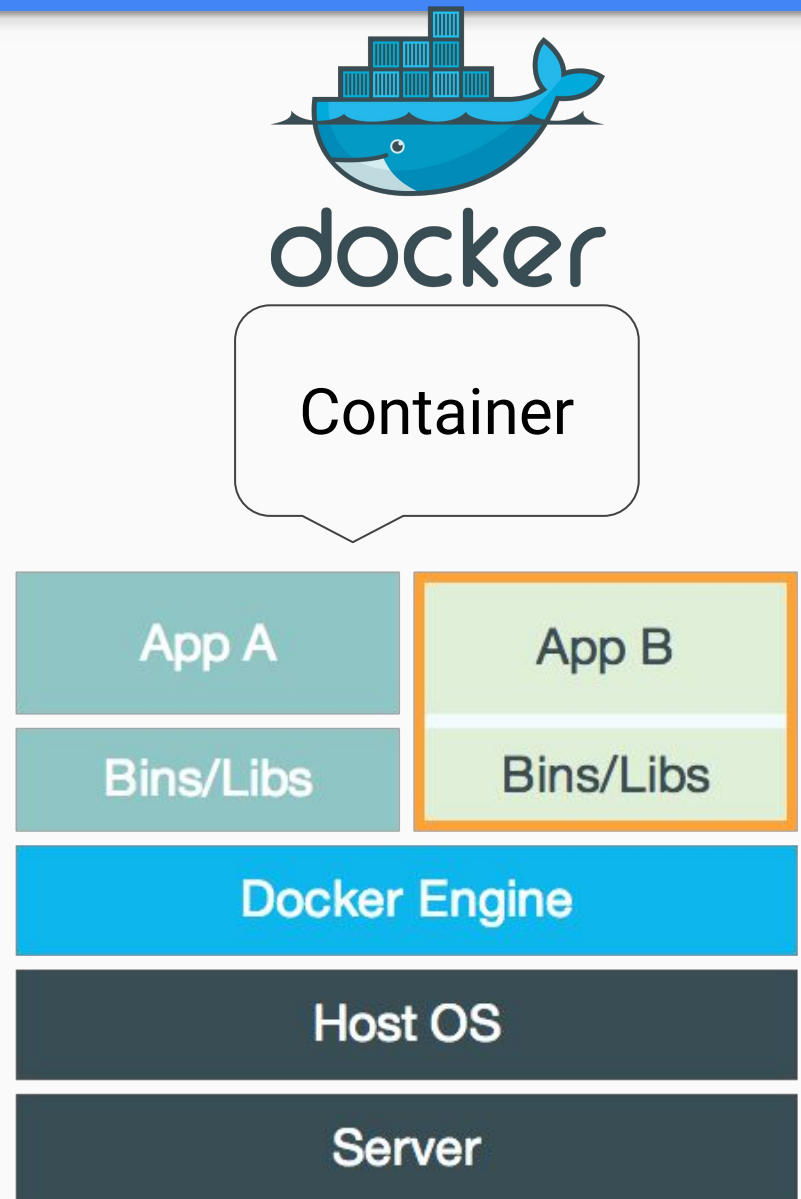 docker
Container
App A
App B
Bins/Libs
Bins/Libs
Docker Engine
Host OS
Server